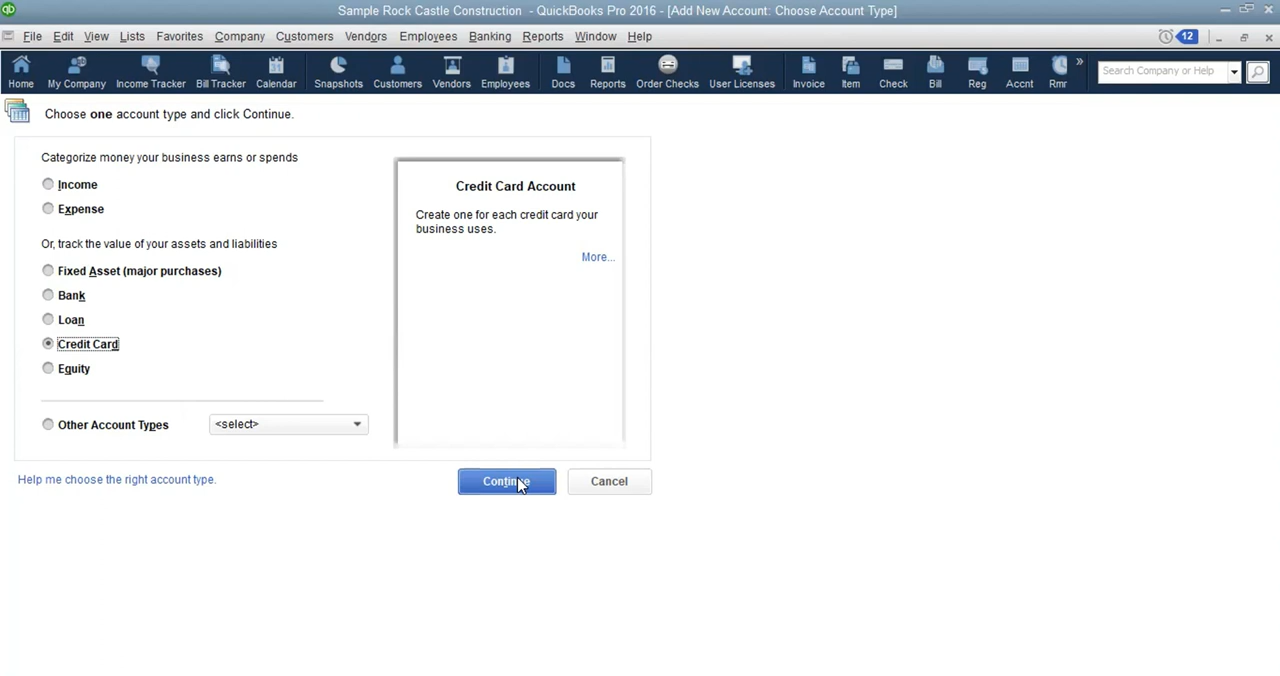 qb Sample Rock Castle Construction - QuickBooks Pro 2016 - [Add New Account: Choose Account Type]
File Edit View Lists Favorites Company Customers Vendors Employees Banking Reports Window Help 12
Home My Company Income Tracker Bill Tracker Calendar Snapshots Customers Vendors Employees Docs Reports Order Checks User Licenses Invoice Item Check Bill Reg Accnt Rmr » Search Company or Help
Choose one account type and click Continue.
Categorize money your business earns or spends
Income
Expense
Or, track the value of your assets and liabilities
Fixed Asset (major purchases)
Bank
Loan
Credit Card
Equity
Other Account Types <select>
Credit Card Account
Create one for each credit card your
business uses.
More...
Help me choose the right account type.
Continue Cancel